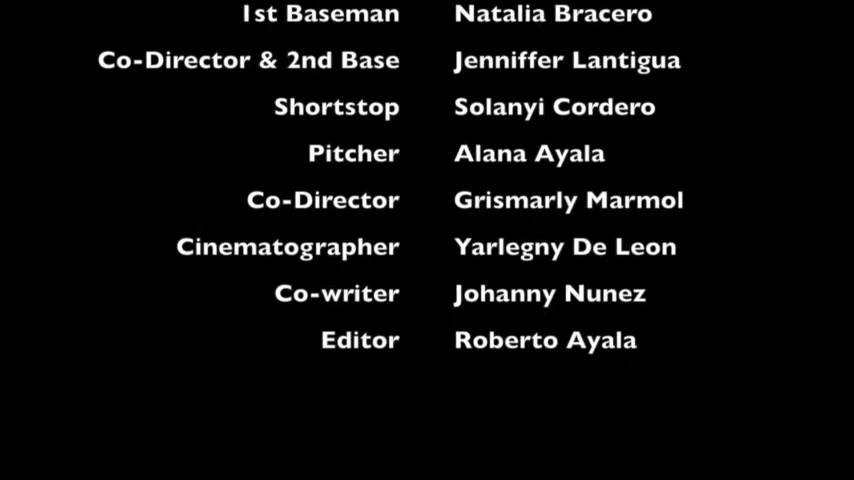 1st Baseman Natalia Bracero
Co-Director & 2nd Base Jenniffer Lantigua
Shortstop Solanyi Cordero
Pitcher Alana Ayala
Co-Director Grismarly Marmol
Cinematographer Yarlegny De Leon
Co-writer Johanny Nunez
Editor Roberto Ayala